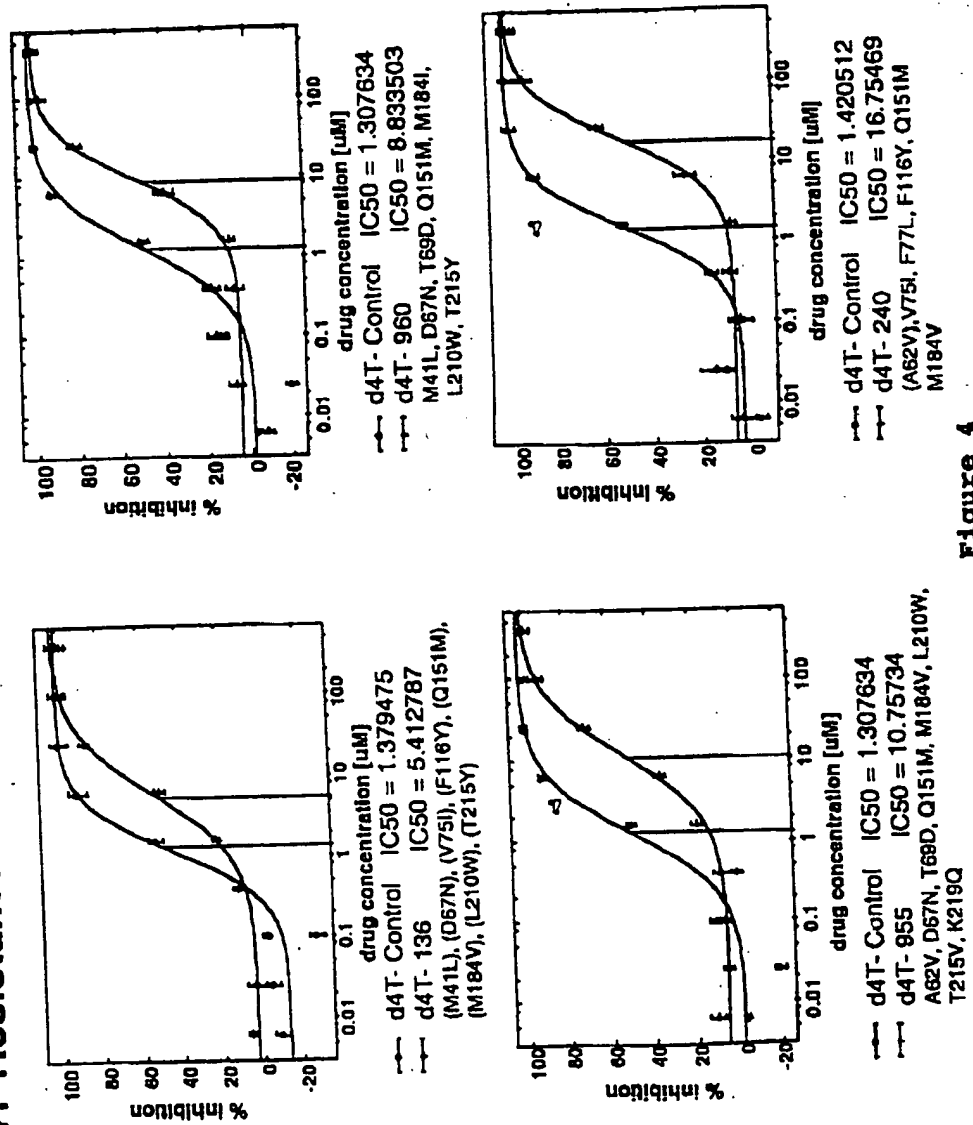 100
80
60
40
20
0
-20
% inhibition
0.01
0.1
1
10
100
drug concentration [uM]
d4T- Control IC50 = 1.379475
d4T- 136 IC50 = 5.412787
(M41L), (D67N), (V75I), (F116Y), (Q151M),
(M184V), (L210W), (T215Y)
100
80
60
40
20
0
-20
% inhibition
0.01
0.1
1
10
100
drug concentration [uM]
d4T- Control IC50 = 1.307634
d4T- 960 IC50 = 8.833503
M41L, D67N, T69D, Q151M, M184I,
L210W, T215Y
100
80
60
40
20
0
-20
% inhibition
0.01
0.1
1
10
100
drug concentration [uM]
d4T- Control IC50 = 1.307634
d4T- 955 IC50 = 10.75734
A62V, D67N, T69D, Q151M, M184V, L210W,
T215V, K219Q
100
80
60
40
20
0
% inhibition
0.01
0.1
1
10
100
drug concentration [uM]
d4T- Control IC50 = 1.420512
d4T- 240 IC50 = 16.75469
(A62V),V75I, F77L, F116Y, Q151M
M184V
Figure 4